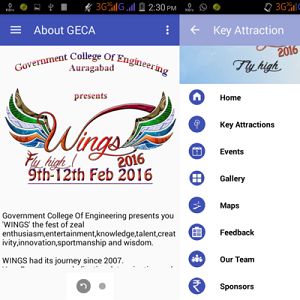 3G
2:30 PM
3G
About GECA
Government College Of Engineering
Auragabad
presents
Wings
2016
Fly high !
9th-12th Feb 2016
Government College Of Engineering presents you
'WINGS' the fest of zeal
enthusiasm,entertainment,knowledge,talent,creat
ivity,innovation,sportmanship and wisdom.
WINGS had its journey since 2007.
Key Attraction
2016
Fly high
Home
Key Attractions
Events
Gallery
Maps
Feedback
Our Team
Sponsors